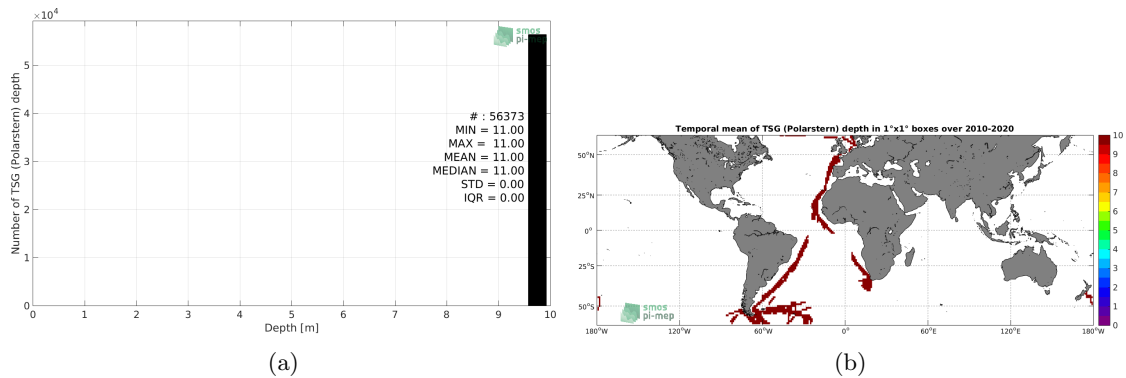 ×10⁴
smos
pi-mep
5
4
3
2
1
0
Number of TSG (Polarstern) depth
# : 56373
MIN = 11.00
MAX = 11.00
MEAN = 11.00
MEDIAN = 11.00
STD = 0.00
IQR = 0.00
0 1 2 3 4 5 6 7 8 9 10
Depth [m]
(a)
Temporal mean of TSG (Polarstern) depth in 1°x1° boxes over 2010-2020
50°N
25°N
0°
25°S
50°S
smos
pi-mep
180°W 120°W 60°W 0° 60°E 120°E 180°W
10
9
8
7
6
5
4
3
2
1
0
(b)